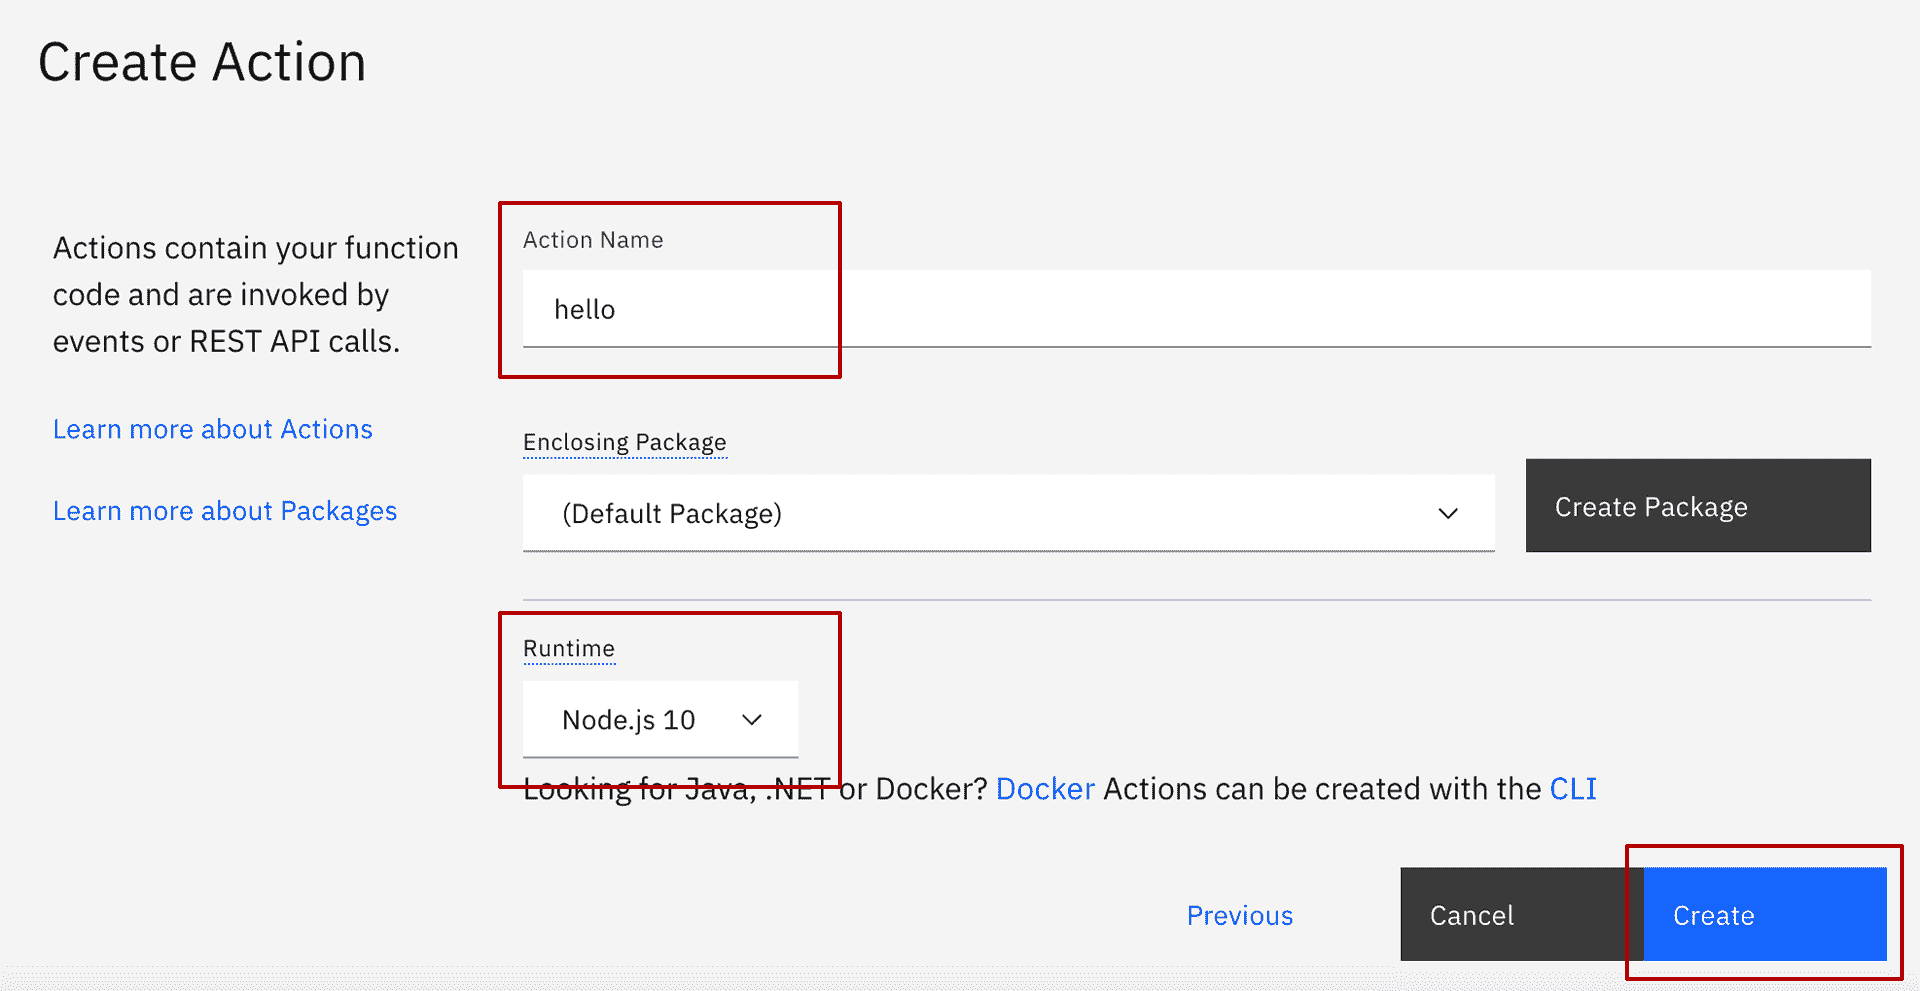 Create Action
Actions contain your function
code and are invoked by
events or REST API calls.
Learn more about Actions
Learn more about Packages
Action Name
hello
Enclosing Package
(Default Package)
Create Package
Runtime
Node.js 10
Looking for Java, .NET or Docker? Docker Actions can be created with the CLI
Previous
Cancel
Create